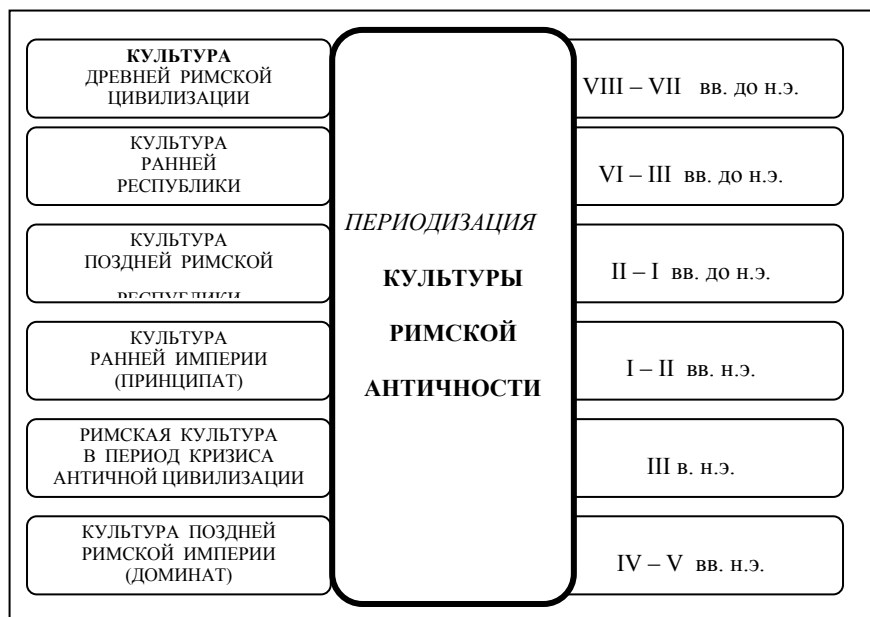 КУЛЬТУРА
ДРЕВНЕЙ РИМСКОЙ
ЦИВИЛИЗАЦИИ
VIII – VII вв. до н.э.
КУЛЬТУРА
РАННЕЙ
РЕСПУБЛИКИ
VI – III вв. до н.э.
ПЕРИОДИЗАЦИЯ
КУЛЬТУРЫ
РИМСКОЙ
АНТИЧНОСТИ
КУЛЬТУРА
ПОЗДНЕЙ РИМСКОЙ
РЕСПУБЛИКИ
II – I вв. до н.э.
КУЛЬТУРА
РАННЕЙ ИМПЕРИИ
(ПРИНЦИПАТ)
I – II вв. н.э.
РИМСКАЯ КУЛЬТУРА
В ПЕРИОД КРИЗИСА
АНТИЧНОЙ ЦИВИЛИЗАЦИИ
III в. н.э.
КУЛЬТУРА ПОЗДНЕЙ
РИМСКОЙ ИМПЕРИИ
(ДОМИНАТ)
IV – V вв. н.э.